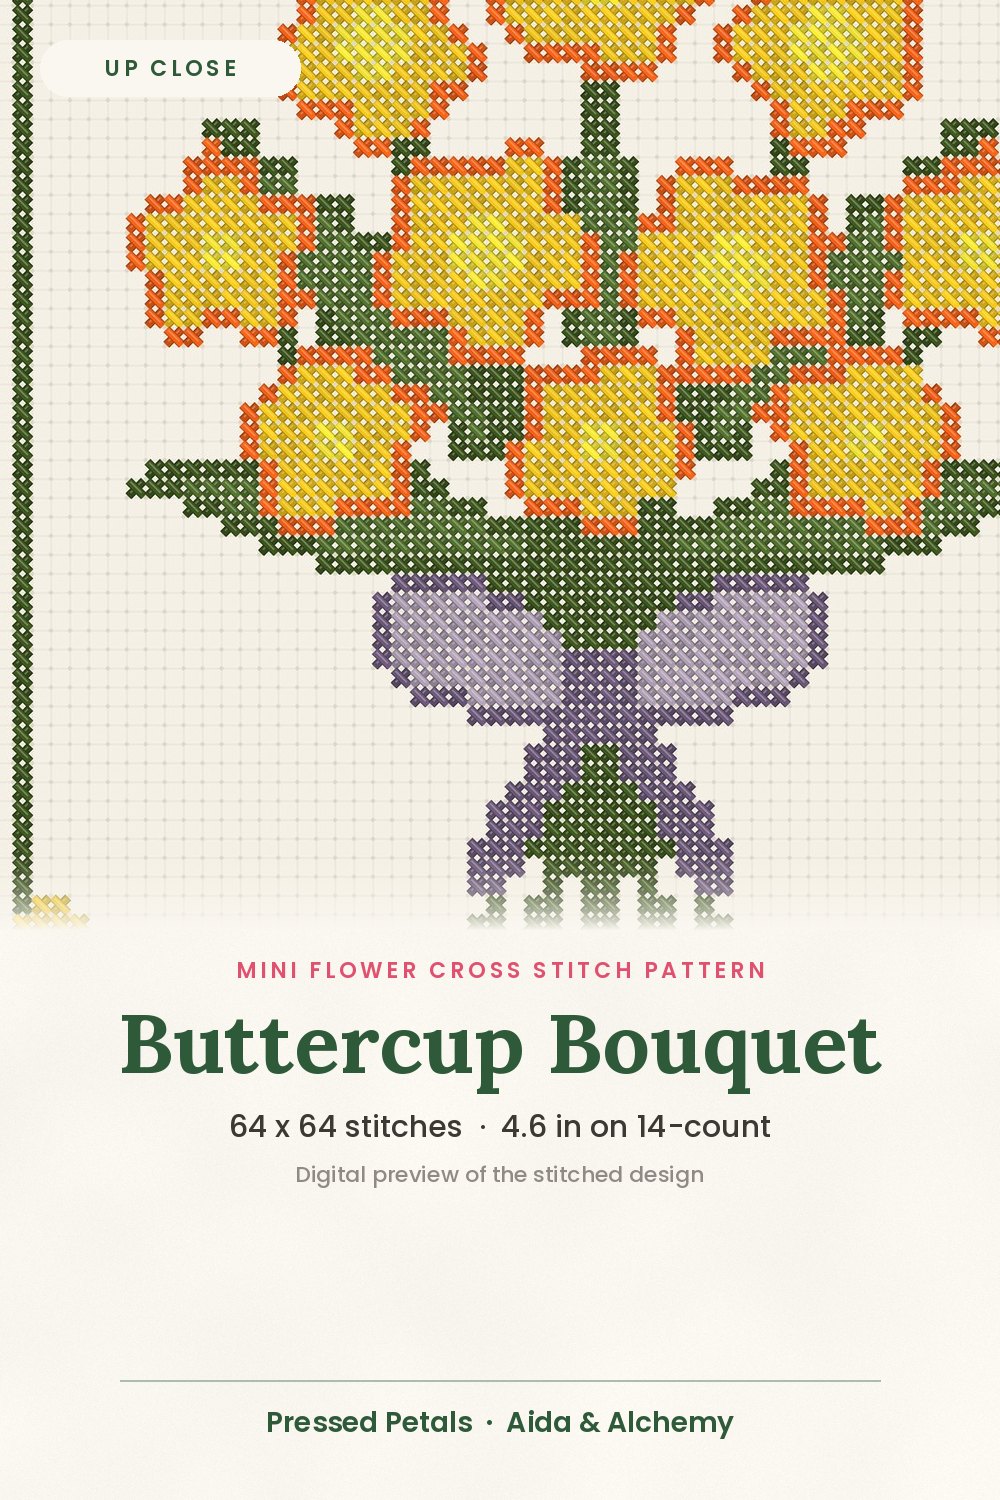 UP CLOSE
MINI FLOWER CROSS STITCH PATTERN
Buttercup Bouquet
64 x 64 stitches · 4.6 in on 14-count
Digital preview of the stitched design
Pressed Petals · Aida & Alchemy